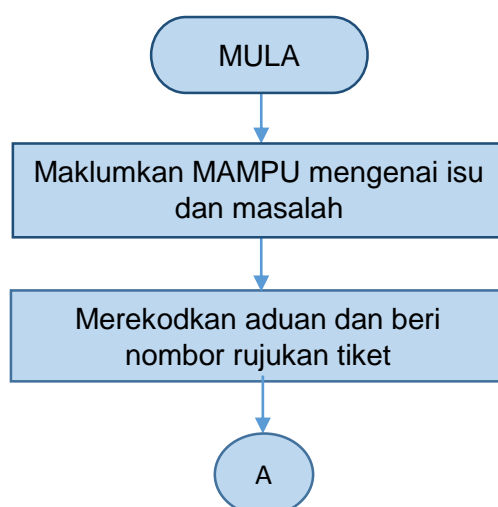 MULA
Maklumkan MAMPU mengenai isu
dan masalah
Merekodkan aduan dan beri
nombor rujukan tiket
A